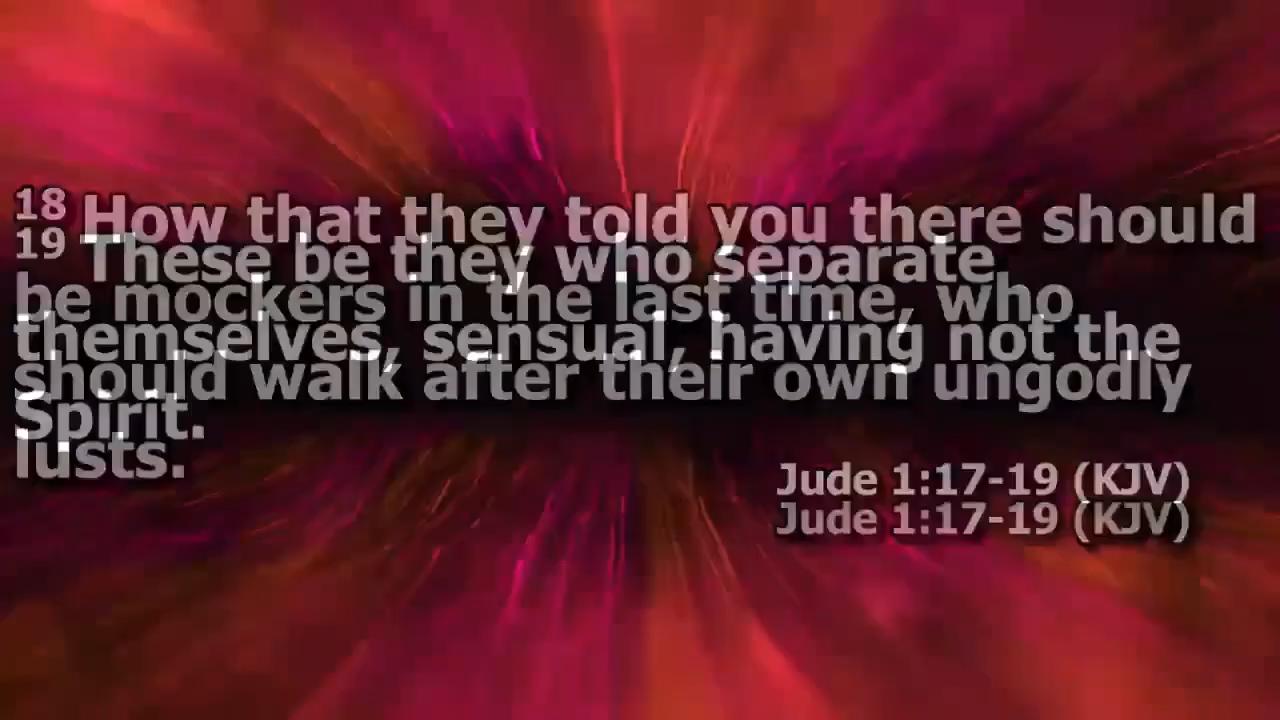 18 How that they told you there should
be mockers in the last time, who
should walk after their own ungodly
lusts.
Jude 1:17-19 (KJV)
19 These be they who separate
themselves, sensual, having not the
Spirit.
Jude 1:17-19 (KJV)